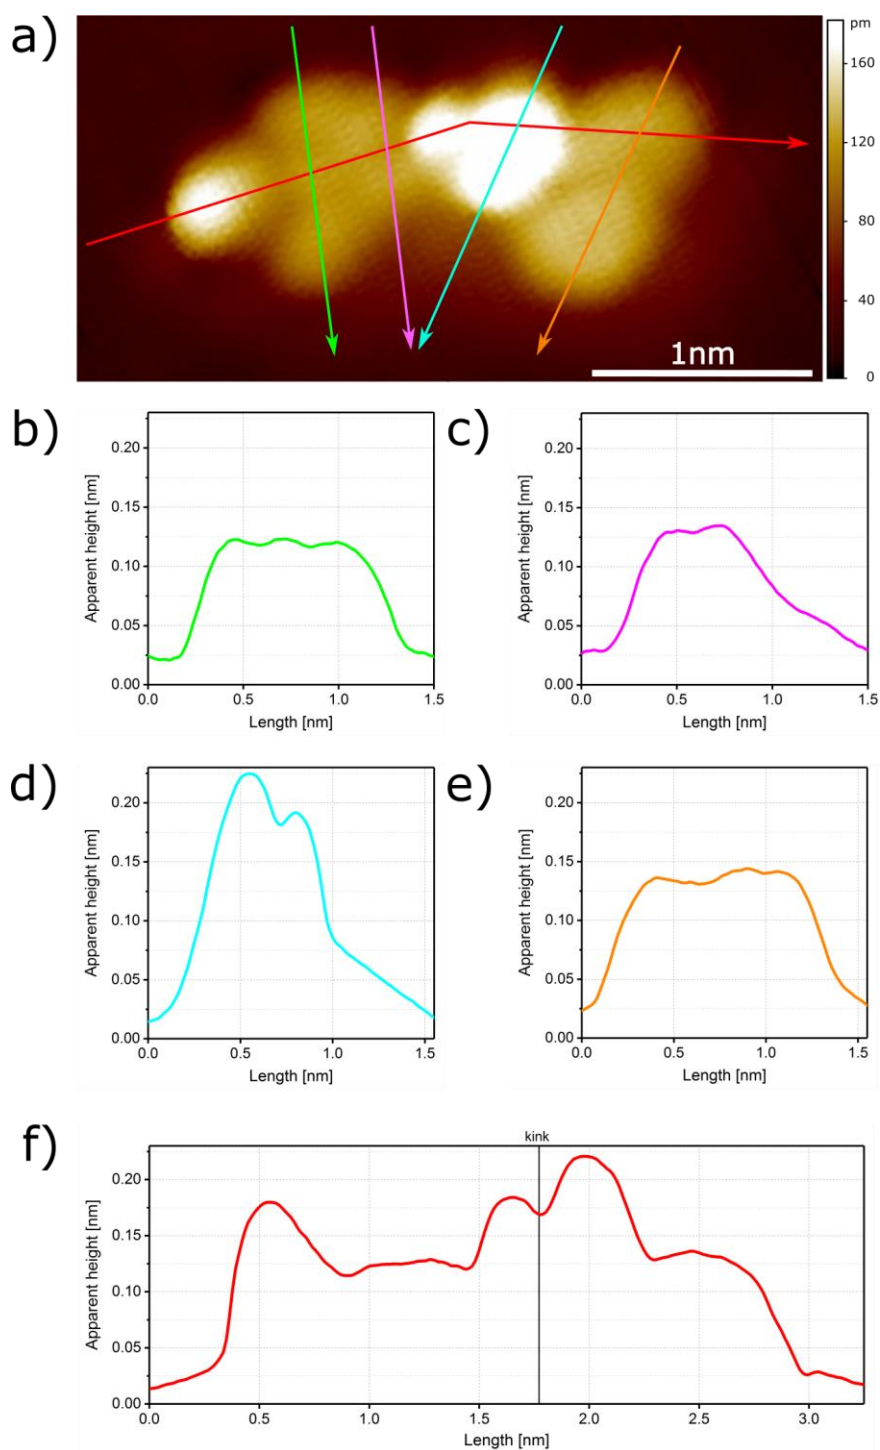 a)
pm
160
120
80
40
0
1nm
b)
Apparent height [nm]
0.20
0.15
0.10
0.05
0.00
0.0 0.5 1.0 1.5
Length [nm]
c)
Apparent height [nm]
0.20
0.15
0.10
0.05
0.00
0.0 0.5 1.0 1.5
Length [nm]
d)
Apparent height [nm]
0.20
0.15
0.10
0.05
0.00
0.0 0.5 1.0 1.5
Length [nm]
e)
Apparent height [nm]
0.20
0.15
0.10
0.05
0.00
0.0 0.5 1.0 1.5
Length [nm]
f)
kink
Apparent height [nm]
0.20
0.15
0.10
0.05
0.00
0.0 0.5 1.0 1.5 2.0 2.5 3.0
Length [nm]